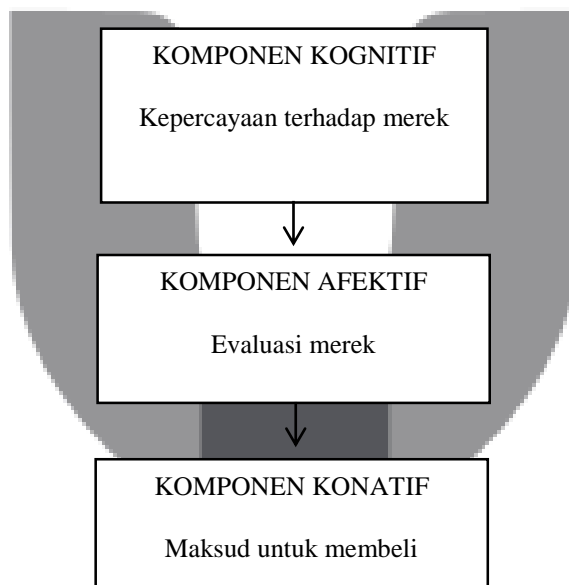 KOMPONEN KOGNITIF
Kepercayaan terhadap merek
KOMPONEN AFEKTIF
Evaluasi merek
KOMPONEN KONATIF
Maksud untuk membeli